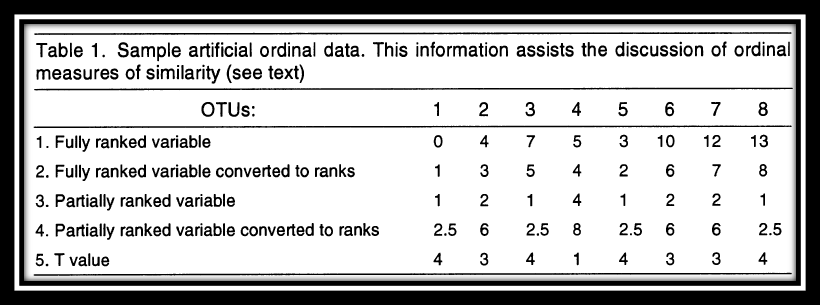 Table 1. Sample artificial ordinal data. This information assists the discussion of ordinal
measures of similarity (see text)
OTUs: 1 2 3 4 5 6 7 8
1. Fully ranked variable 0 4 7 5 3 10 12 13
2. Fully ranked variable converted to ranks 1 3 5 4 2 6 7 8
3. Partially ranked variable 1 2 1 4 1 2 2 1
4. Partially ranked variable converted to ranks 2.5 6 2.5 8 2.5 6 6 2.5
5. T value 4 3 4 1 4 3 3 4